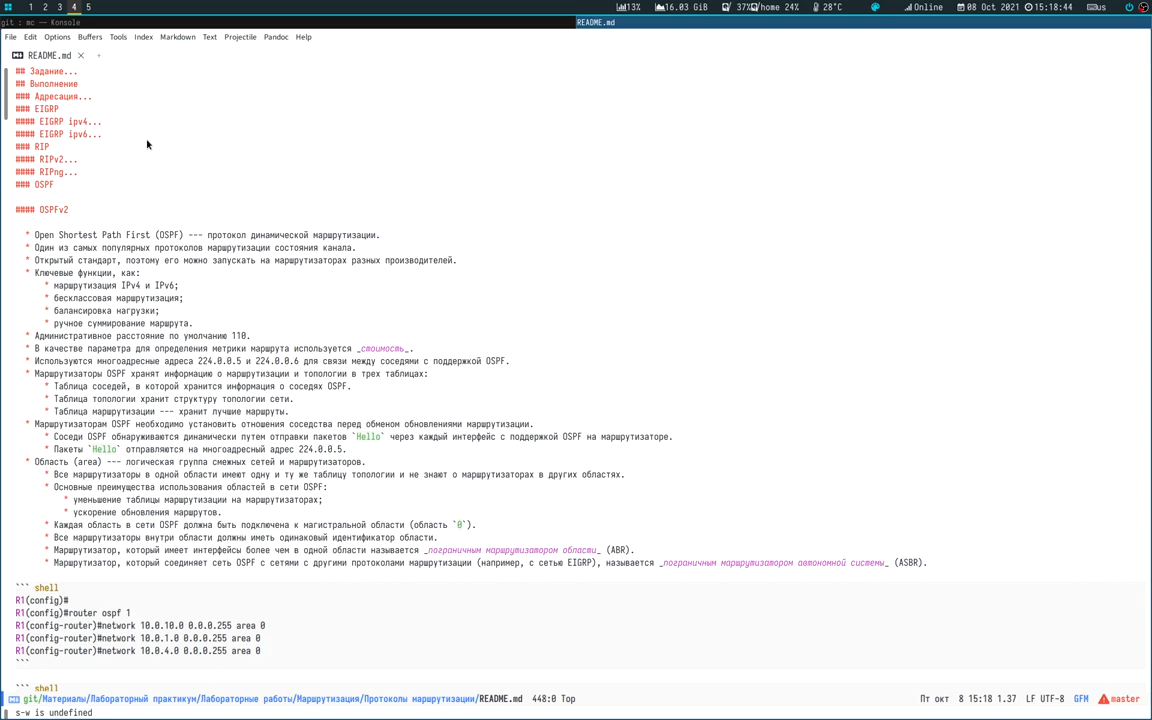 1 2 3 4 5 13% 16.03 GiB / 37% /home 24% 28°C Online 08 Oct 2021 15:18:44 us
git : mc — Konsole README.md
File Edit Options Buffers Tools Index Markdown Text Projectile Pandoc Help
README.md × +
## Задание...
## Выполнение
### Адресация...
### EIGRP
#### EIGRP ipv4...
#### EIGRP ipv6...
### RIP
#### RIPv2...
#### RIPng...
### OSPF
#### OSPFv2
* Open Shortest Path First (OSPF) --- протокол динамической маршрутизации.
* Один из самых популярных протоколов маршрутизации состояния канала.
* Открытый стандарт, поэтому его можно запускать на маршрутизаторах разных производителей.
* Ключевые функции, как:
* маршрутизация IPv4 и IPv6;
* бесклассовая маршрутизация;
* балансировка нагрузки;
* ручное суммирование маршрута.
* Административное расстояние по умолчанию 110.
* В качестве параметра для определения метрики маршрута используется _стоимость_.
* Используются многоадресные адреса 224.0.0.5 и 224.0.0.6 для связи между соседями с поддержкой OSPF.
* Маршрутизаторы OSPF хранят информацию о маршрутизации и топологии в трех таблицах:
* Таблица соседей, в которой хранится информация о соседях OSPF.
* Таблица топологии хранит структуру топологии сети.
* Таблица маршрутизации --- хранит лучшие маршруты.
* Маршрутизаторам OSPF необходимо установить отношения соседства перед обменом обновлениями маршрутизации.
* Соседи OSPF обнаруживаются динамически путем отправки пакетов `Hello` через каждый интерфейс с поддержкой OSPF на маршрутизаторе.
* Пакеты `Hello` отправляются на многоадресный адрес 224.0.0.5.
* Область (area) --- логическая группа смежных сетей и маршрутизаторов.
* Все маршрутизаторы в одной области имеют одну и ту же таблицу топологии и не знают о маршрутизаторах в других областях.
* Основные преимущества использования областей в сети OSPF:
* уменьшение таблицы маршрутизации на маршрутизаторах;
* ускорение обновления маршрутов.
* Каждая область в сети OSPF должна быть подключена к магистральной области (область `0`).
* Все маршрутизаторы внутри области должны иметь одинаковый идентификатор области.
* Маршрутизатор, который имеет интерфейсы более чем в одной области называется _пограничным маршрутизатором области_ (ABR).
* Маршрутизатор, который соединяет сеть OSPF с сетями с другими протоколами маршрутизации (например, с сетью EIGRP), называется _пограничным маршрутизатором автономной системы_ (ASBR).
``` shell
R1(config)#
R1(config)#router ospf 1
R1(config-router)#network 10.0.10.0 0.0.0.255 area 0
R1(config-router)#network 10.0.1.0 0.0.0.255 area 0
R1(config-router)#network 10.0.4.0 0.0.0.255 area 0
```
``` shell
git/Материалы/Лабораторный практикум/Лабораторные работы/Маршрутизация/Протоколы маршрутизации/README.md 448:0 Top Пт окт 8 15:18 1.37 LF UTF-8 GFM master
s-w is undefined